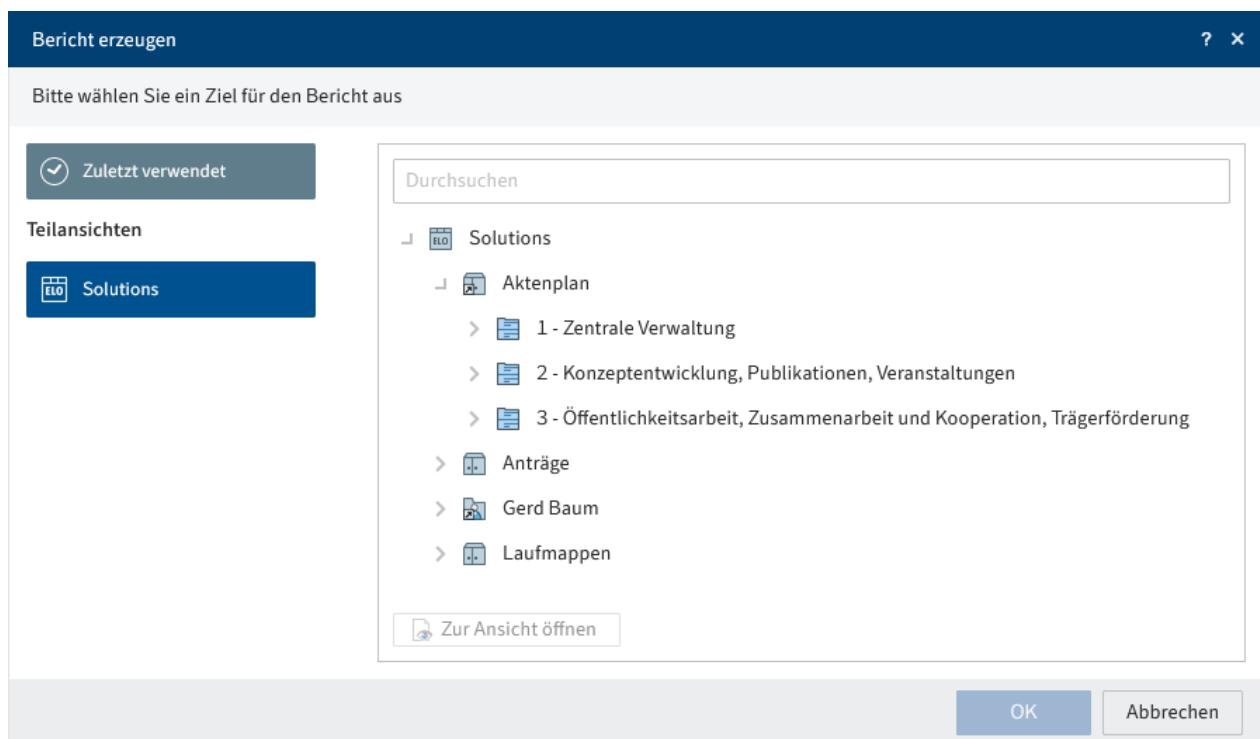 Bericht erzeugen
? ×
Bitte wählen Sie ein Ziel für den Bericht aus
Zuletzt verwendet
Teilansichten
ELO Solutions
Durchsuchen
ELO Solutions
Aktenplan
1 - Zentrale Verwaltung
2 - Konzeptentwicklung, Publikationen, Veranstaltungen
3 - Öffentlichkeitsarbeit, Zusammenarbeit und Kooperation, Trägerförderung
Anträge
Gerd Baum
Laufmappen
Zur Ansicht öffnen
OK
Abbrechen